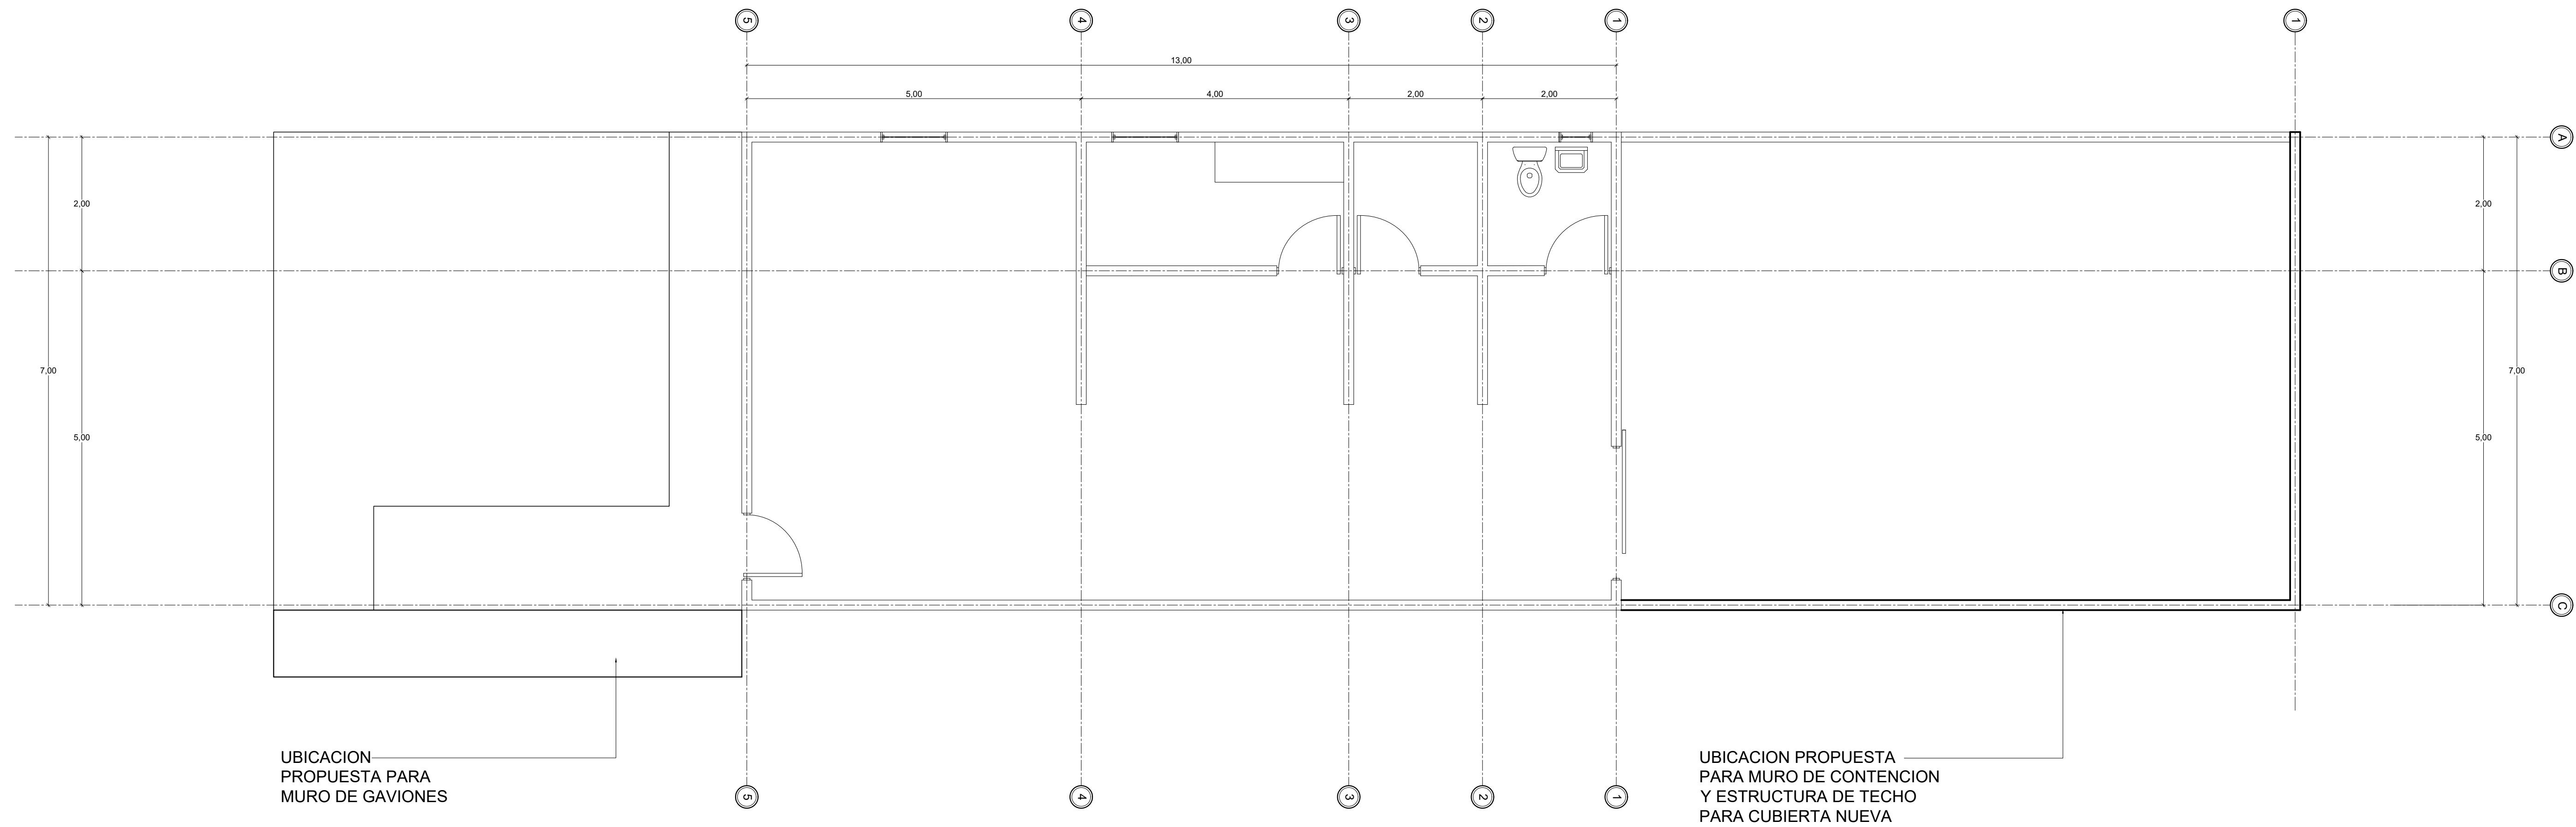 5 4 3 2 1 1
13,00
5,00 4,00 2,00 2,00
A
2,00 2,00
B
7,00 7,00
5,00 5,00
C
UBICACION
PROPUESTA PARA
MURO DE GAVIONES
UBICACION PROPUESTA
PARA MURO DE CONTENCION
Y ESTRUCTURA DE TECHO
PARA CUBIERTA NUEVA
5 4 3 2 1